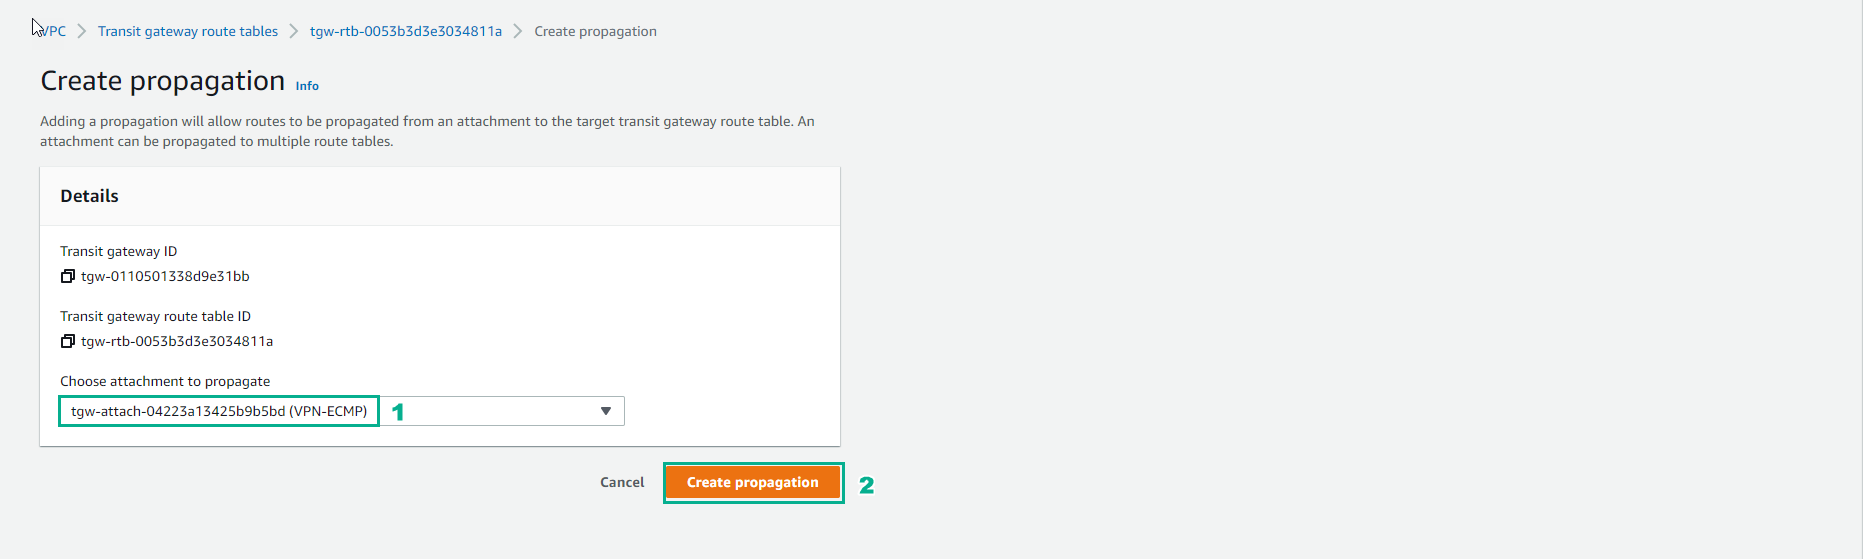 VPC > Transit gateway route tables > tgw-rtb-0053b3d3e3034811a > Create propagation
Create propagation Info
Adding a propagation will allow routes to be propagated from an attachment to the target transit gateway route table. An
attachment can be propagated to multiple route tables.
Details
Transit gateway ID
tgw-0110501338d9e31bb
Transit gateway route table ID
tgw-rtb-0053b3d3e3034811a
Choose attachment to propagate
tgw-attach-04223a13425b9b5bd (VPN-ECMP) 1
Cancel Create propagation 2